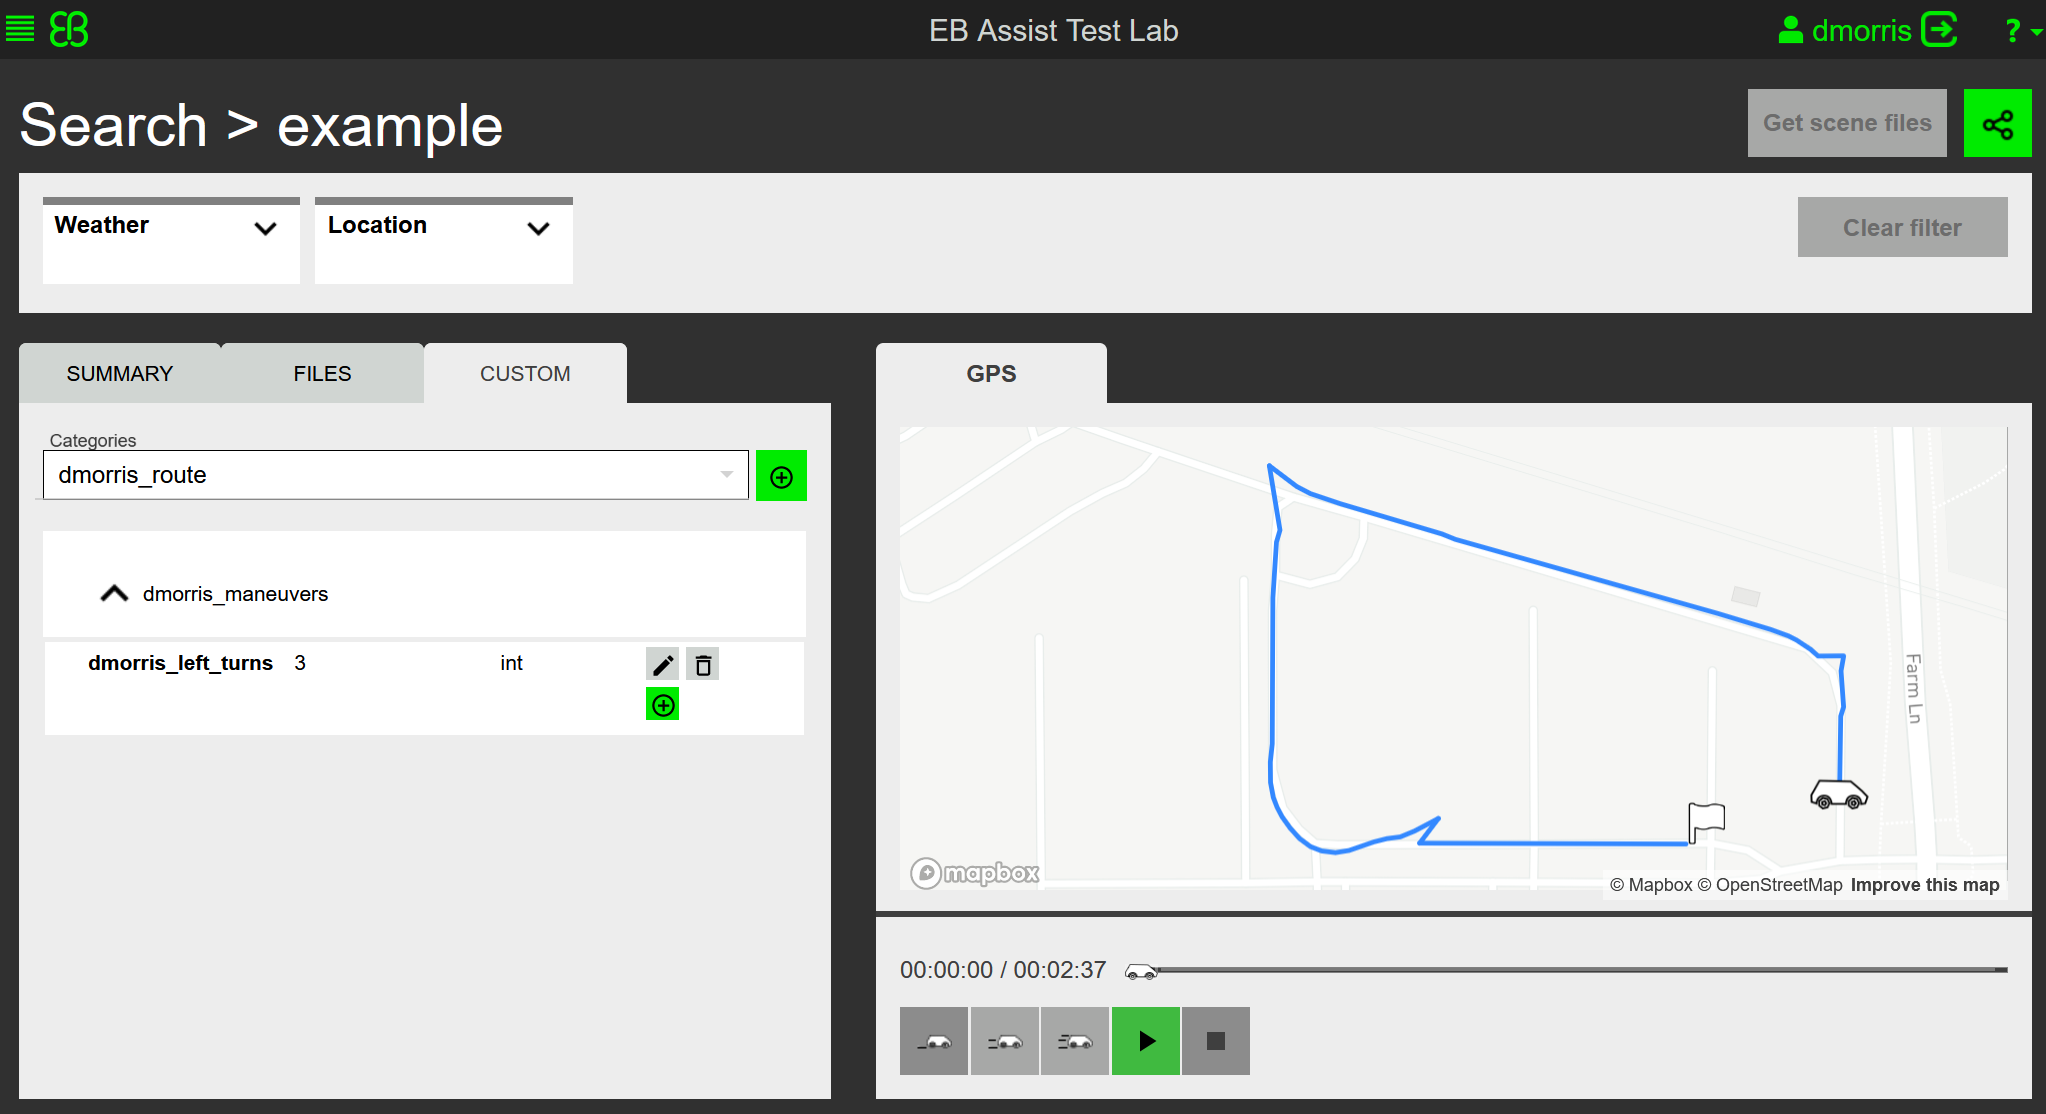 EB Assist Test Lab
dmorris
?
Search > example
Get scene files
Weather
Location
Clear filter
SUMMARY
FILES
CUSTOM
GPS
Categories
dmorris_route
dmorris_maneuvers
dmorris_left_turns 3 int
Farm Ln
mapbox
© Mapbox © OpenStreetMap Improve this map
00:00:00 / 00:02:37